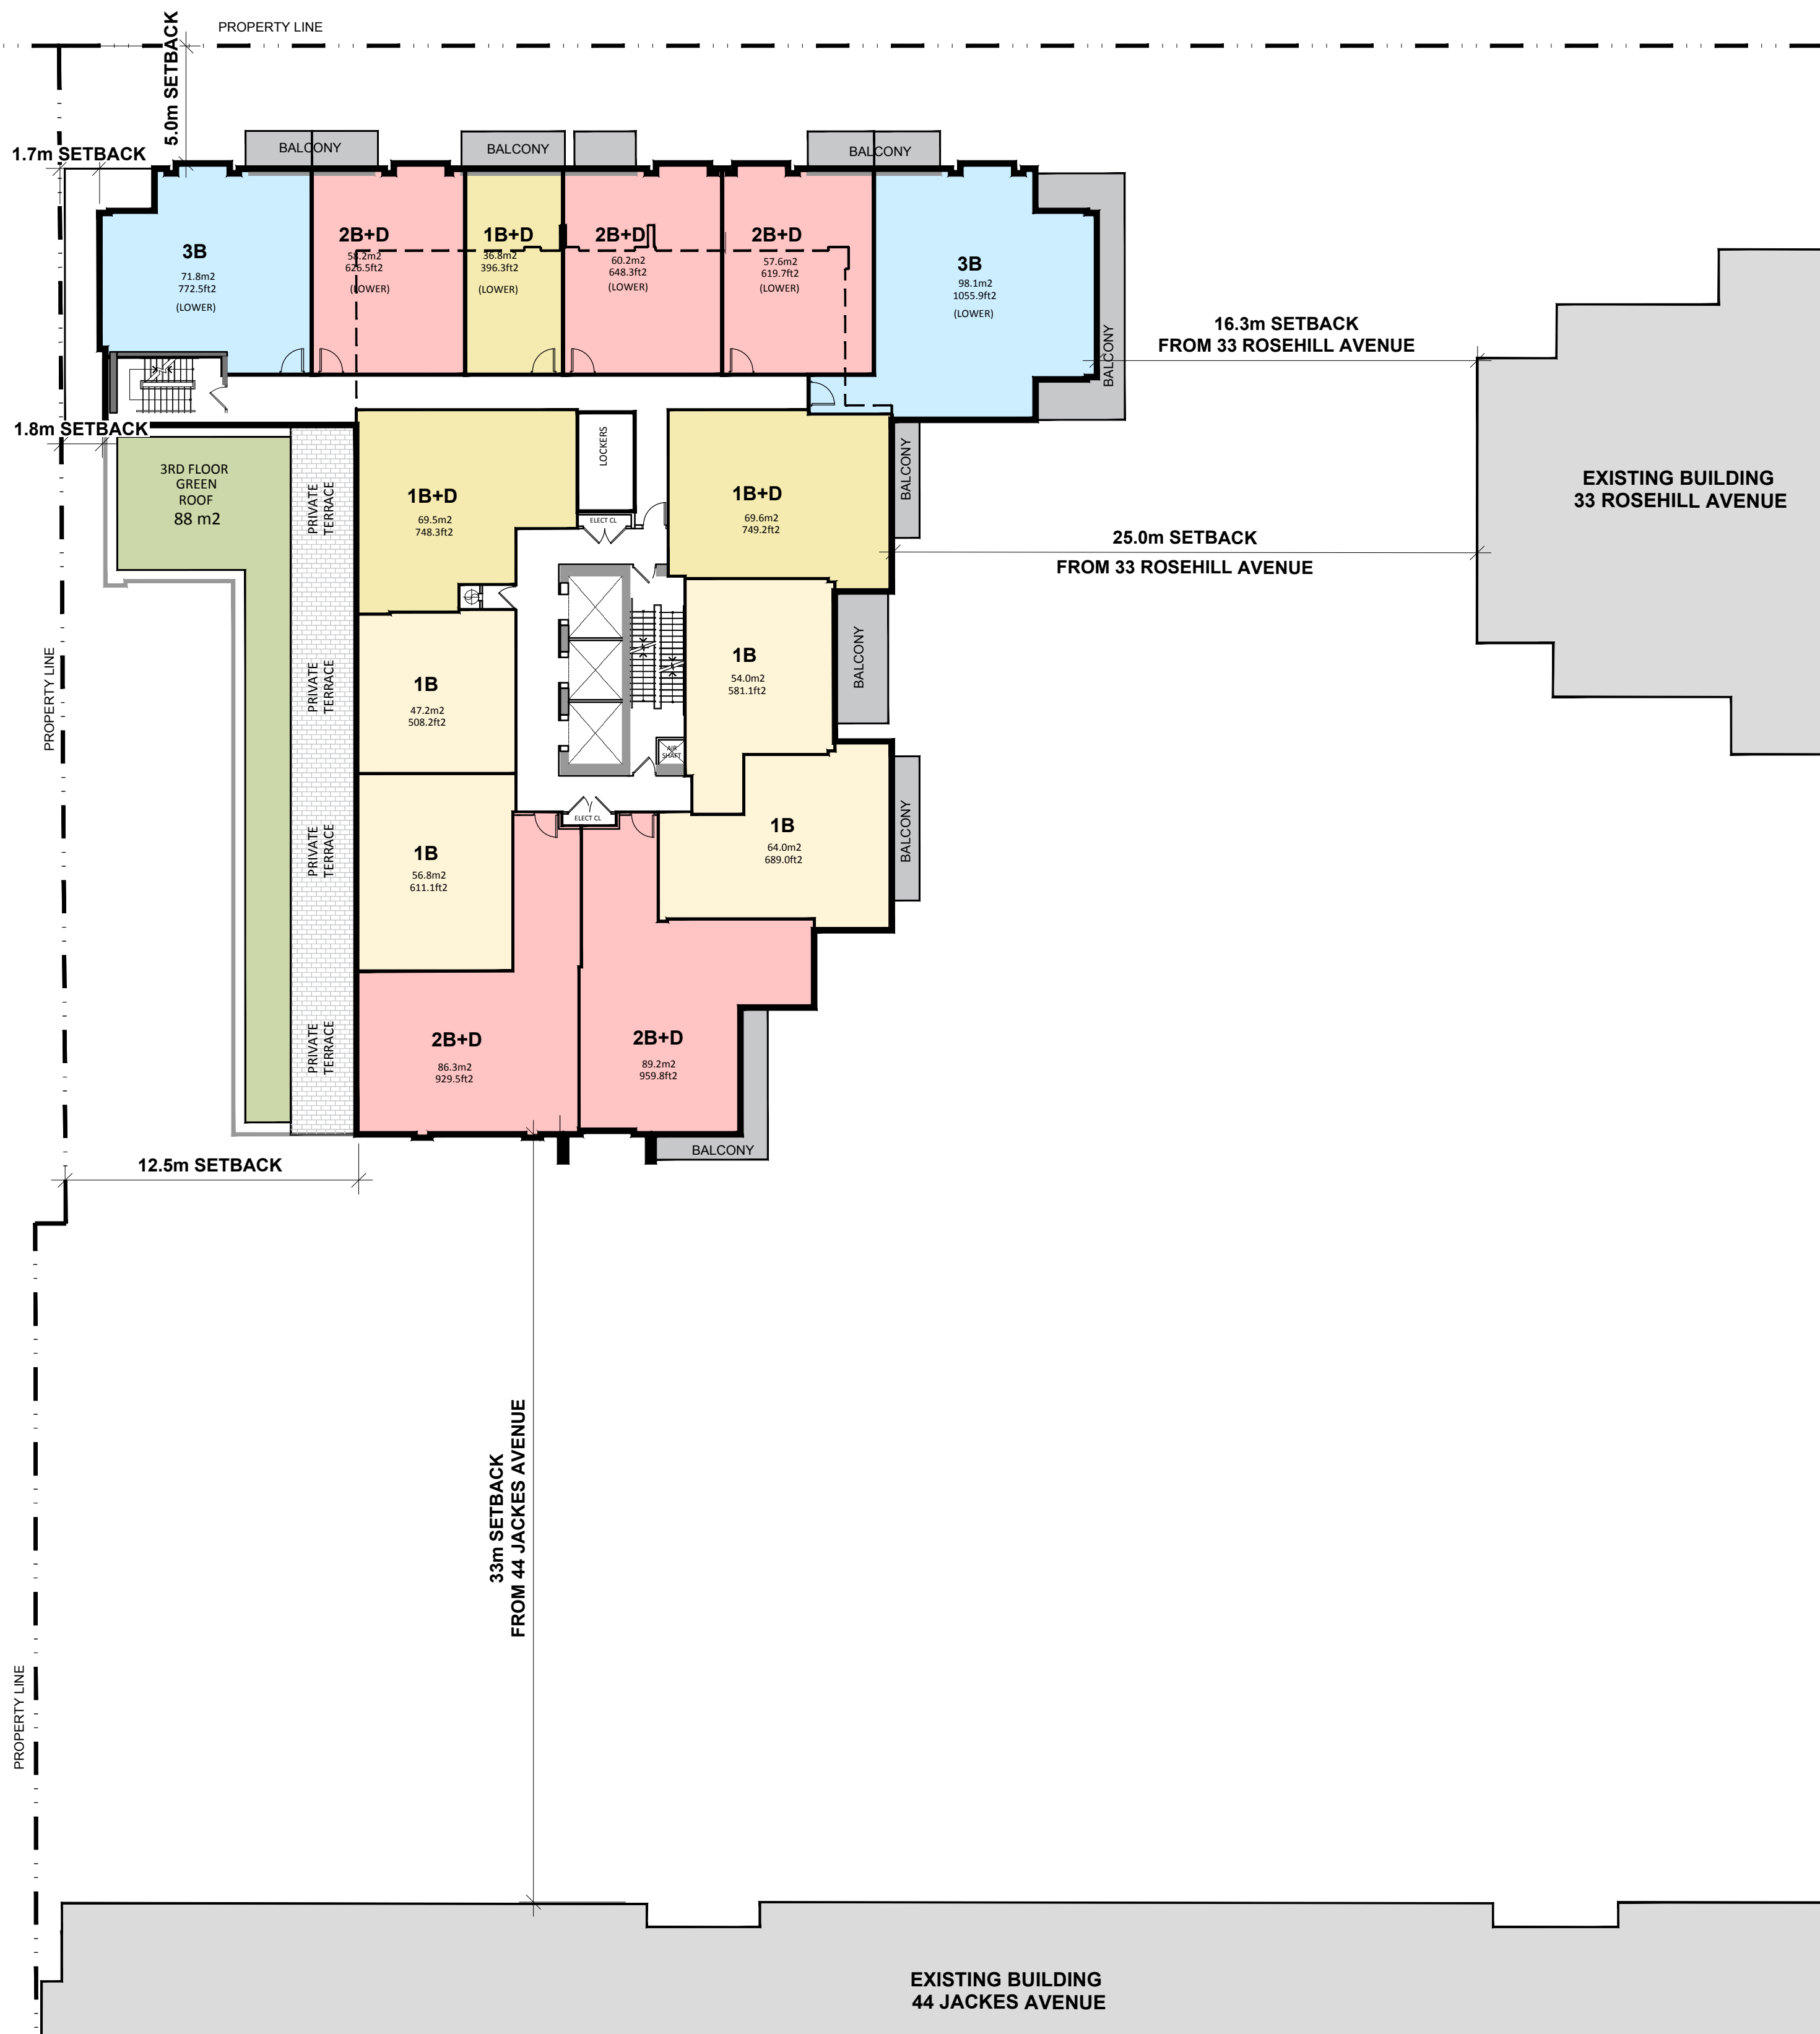 PROPERTY LINE
5.0m SETBACK
1.7m SETBACK
BALCONY
BALCONY
BALCONY
3B
71.8m2
772.5ft2
(LOWER)
2B+D
58.2m2
626.5ft2
(LOWER)
1B+D
36.8m2
396.3ft2
(LOWER)
2B+D
60.2m2
648.3ft2
(LOWER)
2B+D
57.6m2
619.7ft2
(LOWER)
3B
98.1m2
1055.9ft2
(LOWER)
BALCONY
16.3m SETBACK
FROM 33 ROSEHILL AVENUE
1.8m SETBACK
3RD FLOOR
GREEN
ROOF
88 m2
PRIVATE
TERRACE
1B+D
69.5m2
748.3ft2
LOCKERS
ELECT CL
1B+D
69.6m2
749.2ft2
BALCONY
EXISTING BUILDING
33 ROSEHILL AVENUE
25.0m SETBACK
FROM 33 ROSEHILL AVENUE
PROPERTY LINE
PRIVATE
TERRACE
1B
47.2m2
508.2ft2
1B
54.0m2
581.1ft2
BALCONY
AIR
SHAFT
PRIVATE
TERRACE
1B
56.8m2
611.1ft2
ELECT CL
1B
64.0m2
689.0ft2
BALCONY
PRIVATE
TERRACE
2B+D
86.3m2
929.5ft2
2B+D
89.2m2
959.8ft2
BALCONY
12.5m SETBACK
33m SETBACK
FROM 44 JACKES AVENUE
PROPERTY LINE
EXISTING BUILDING
44 JACKES AVENUE